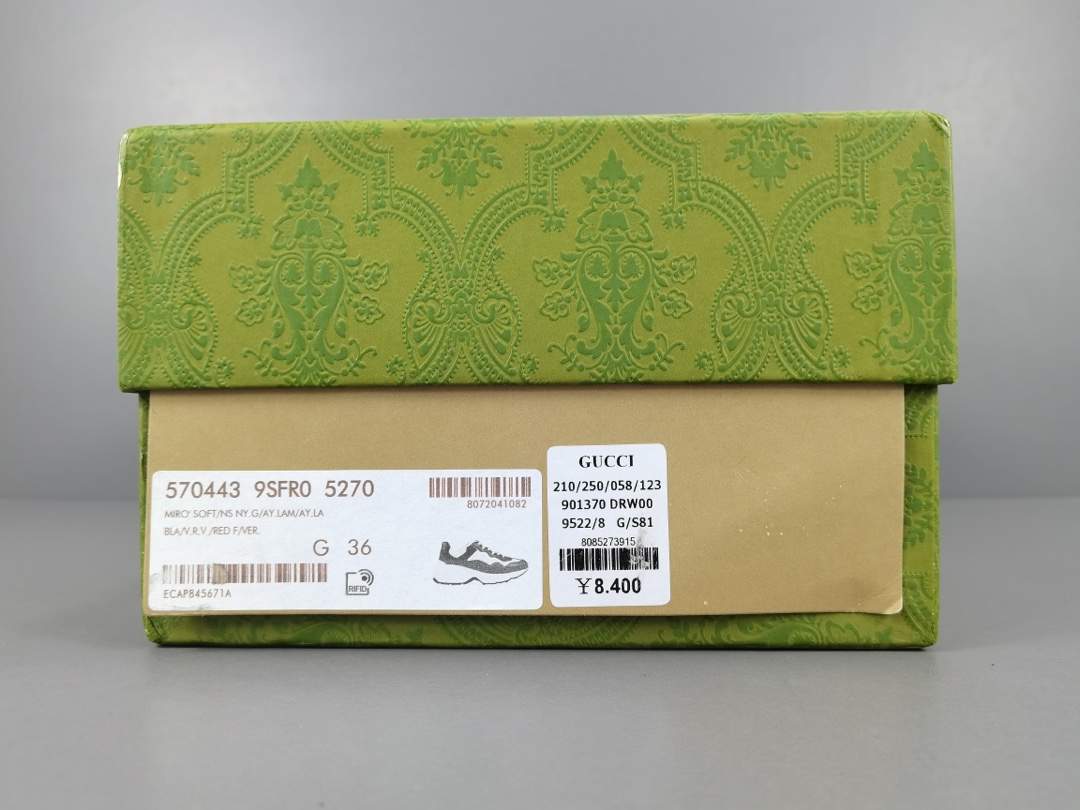 570443 9SFR0 5270
8072041082
MIRO' SOFT/NS NY.G/AY.LAM/AY.LA
BLA/V.R.V./RED F/VER.
G 36
ECAP845671A
RIFID
GUCCI
210/250/058/123
901370 DRW00
9522/8 G/S81
8085273915
¥8.400